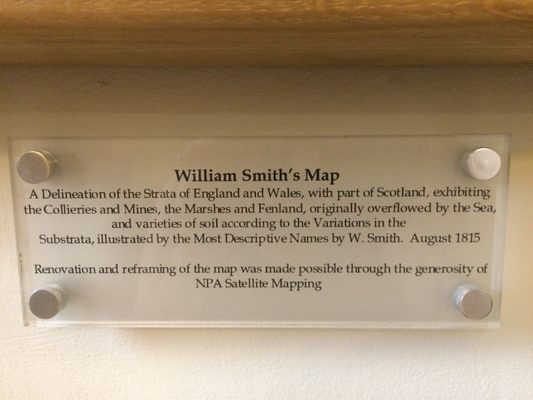 William Smith's Map
A Delineation of the Strata of England and Wales, with part of Scotland, exhibiting
the Collieries and Mines, the Marshes and Fenland, originally overflowed by the Sea,
and varieties of soil according to the Variations in the
Substrata, illustrated by the Most Descriptive Names by W. Smith. August 1815
Renovation and reframing of the map was made possible through the generosity of
NPA Satellite Mapping